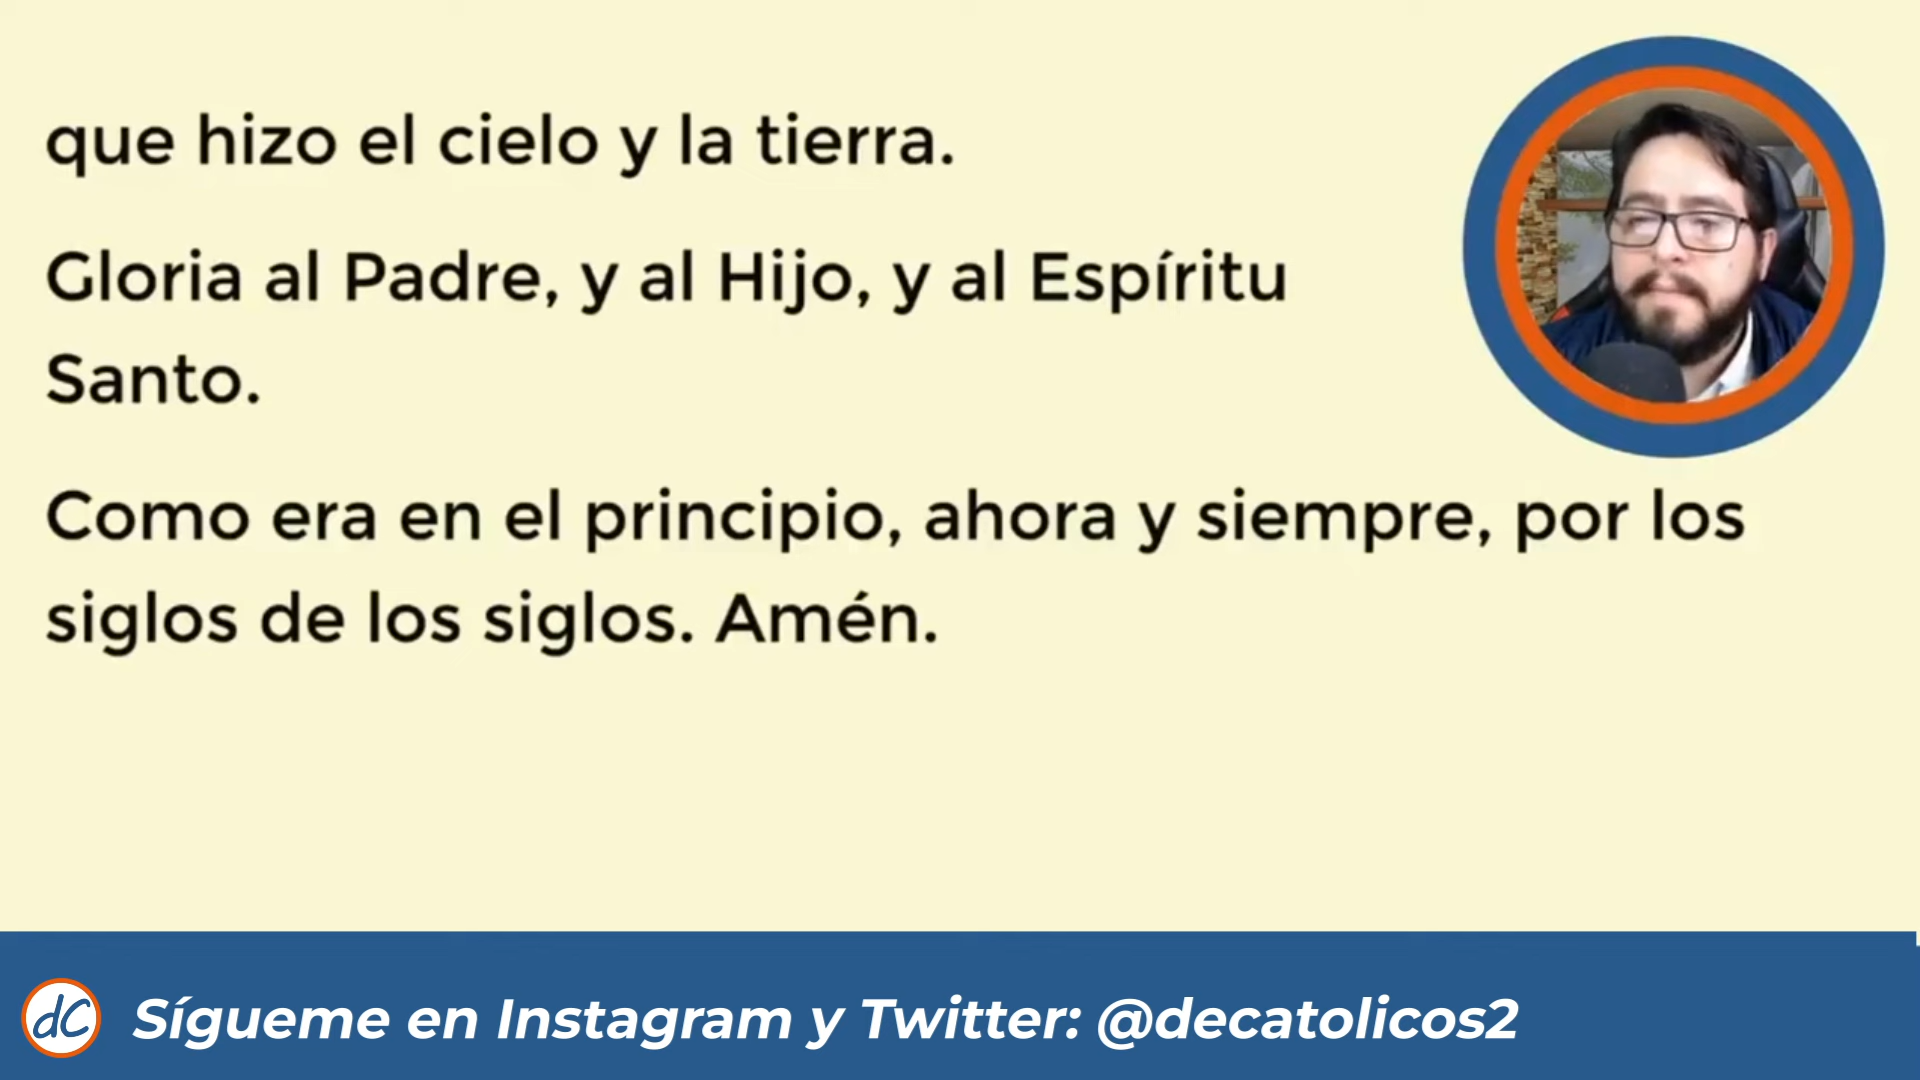 que hizo el cielo y la tierra.
Gloria al Padre, y al Hijo, y al Espíritu
Santo.
Como era en el principio, ahora y siempre, por los
siglos de los siglos. Amén.
dC Sígueme en Instagram y Twitter: @decatolicos2